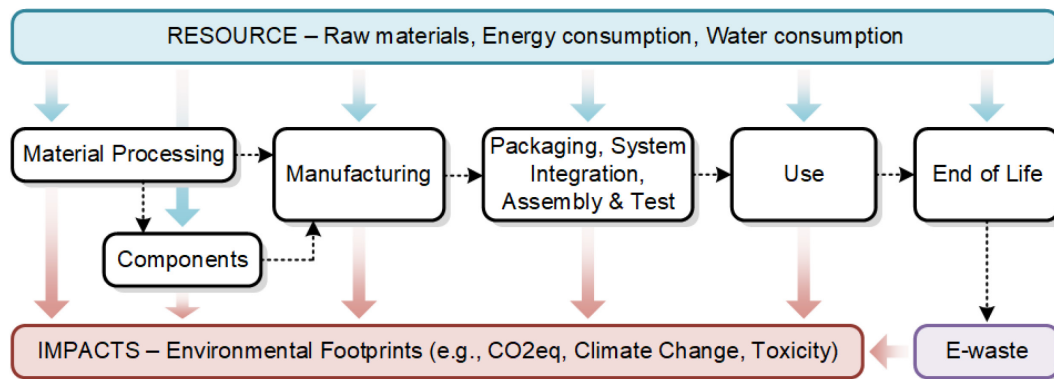 RESOURCE – Raw materials, Energy consumption, Water consumption
Material Processing
Components
Manufacturing
Packaging, System
Integration,
Assembly & Test
Use
End of Life
IMPACTS – Environmental Footprints (e.g., CO2eq, Climate Change, Toxicity)
E-waste